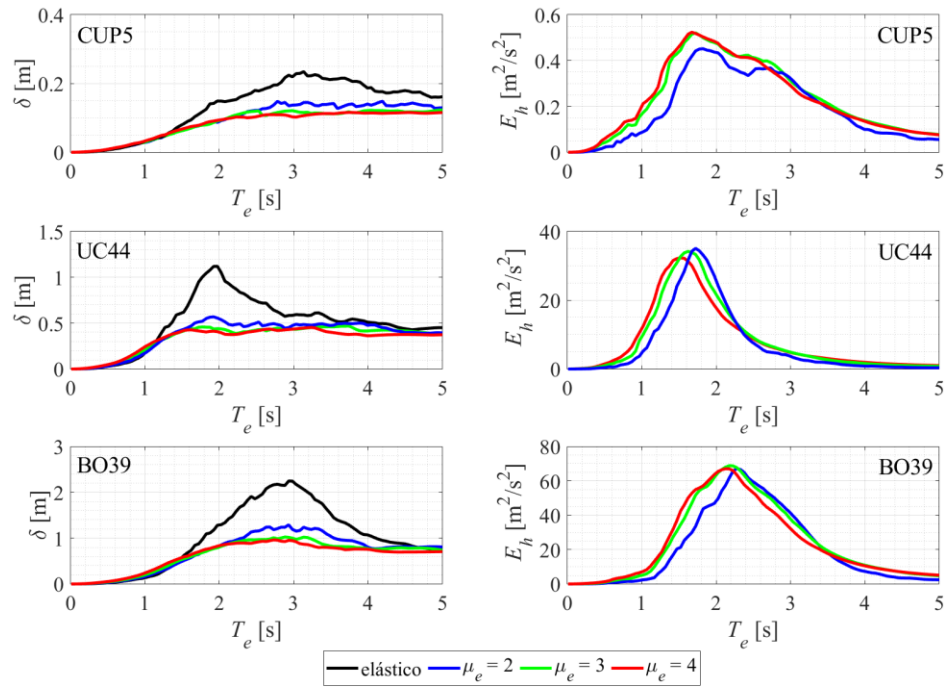 CUP5
δ [m]
0.4
0.2
0
0 1 2 3 4 5
T_e [s]
CUP5
E_h [m²/s²]
0.6
0.4
0.2
0
0 1 2 3 4 5
T_e [s]
UC44
δ [m]
1.5
1
0.5
0
0 1 2 3 4 5
T_e [s]
UC44
E_h [m²/s²]
40
20
0
0 1 2 3 4 5
T_e [s]
BO39
δ [m]
3
2
1
0
0 1 2 3 4 5
T_e [s]
BO39
E_h [m²/s²]
80
60
40
20
0
0 1 2 3 4 5
T_e [s]
elástico μ_e = 2 μ_e = 3 μ_e = 4